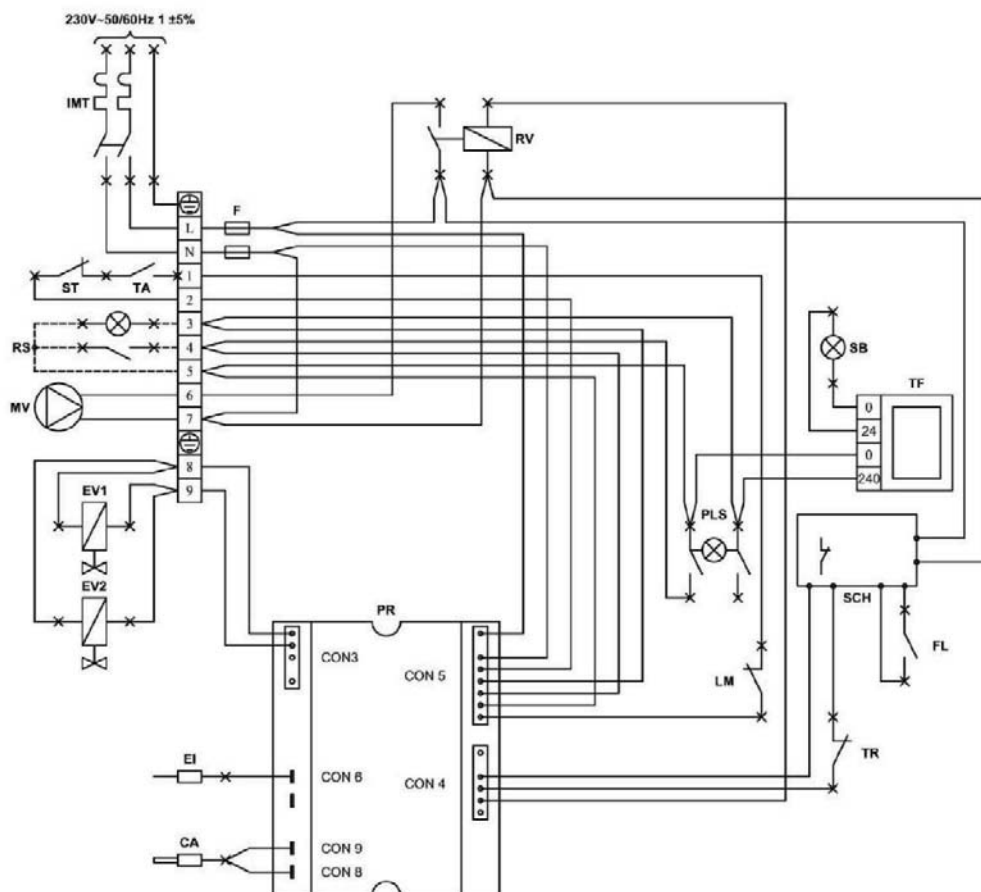 230V~50/60Hz 1 ±5%
IMT
RV
F
L
N
1
ST
TA
2
3
RS
4
5
6
MV
7
8
9
EV1
EV2
SB
TF
0
24
0
240
PLS
SCH
FL
LM
TR
PR
CON3
CON 5
EI
CON 6
CON 4
CA
CON 9
CON 8